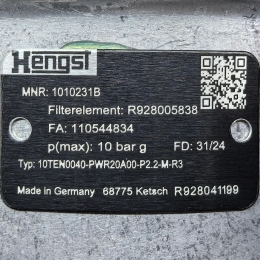 Hengst
MNR: 1010231B
Filterelement: R928005838
FA: 110544834
p(max): 10 bar g FD: 31/24
Typ: 10TEN0040-PWR20A00-P2.2-M-R3
Made in Germany 68775 Ketsch R928041199